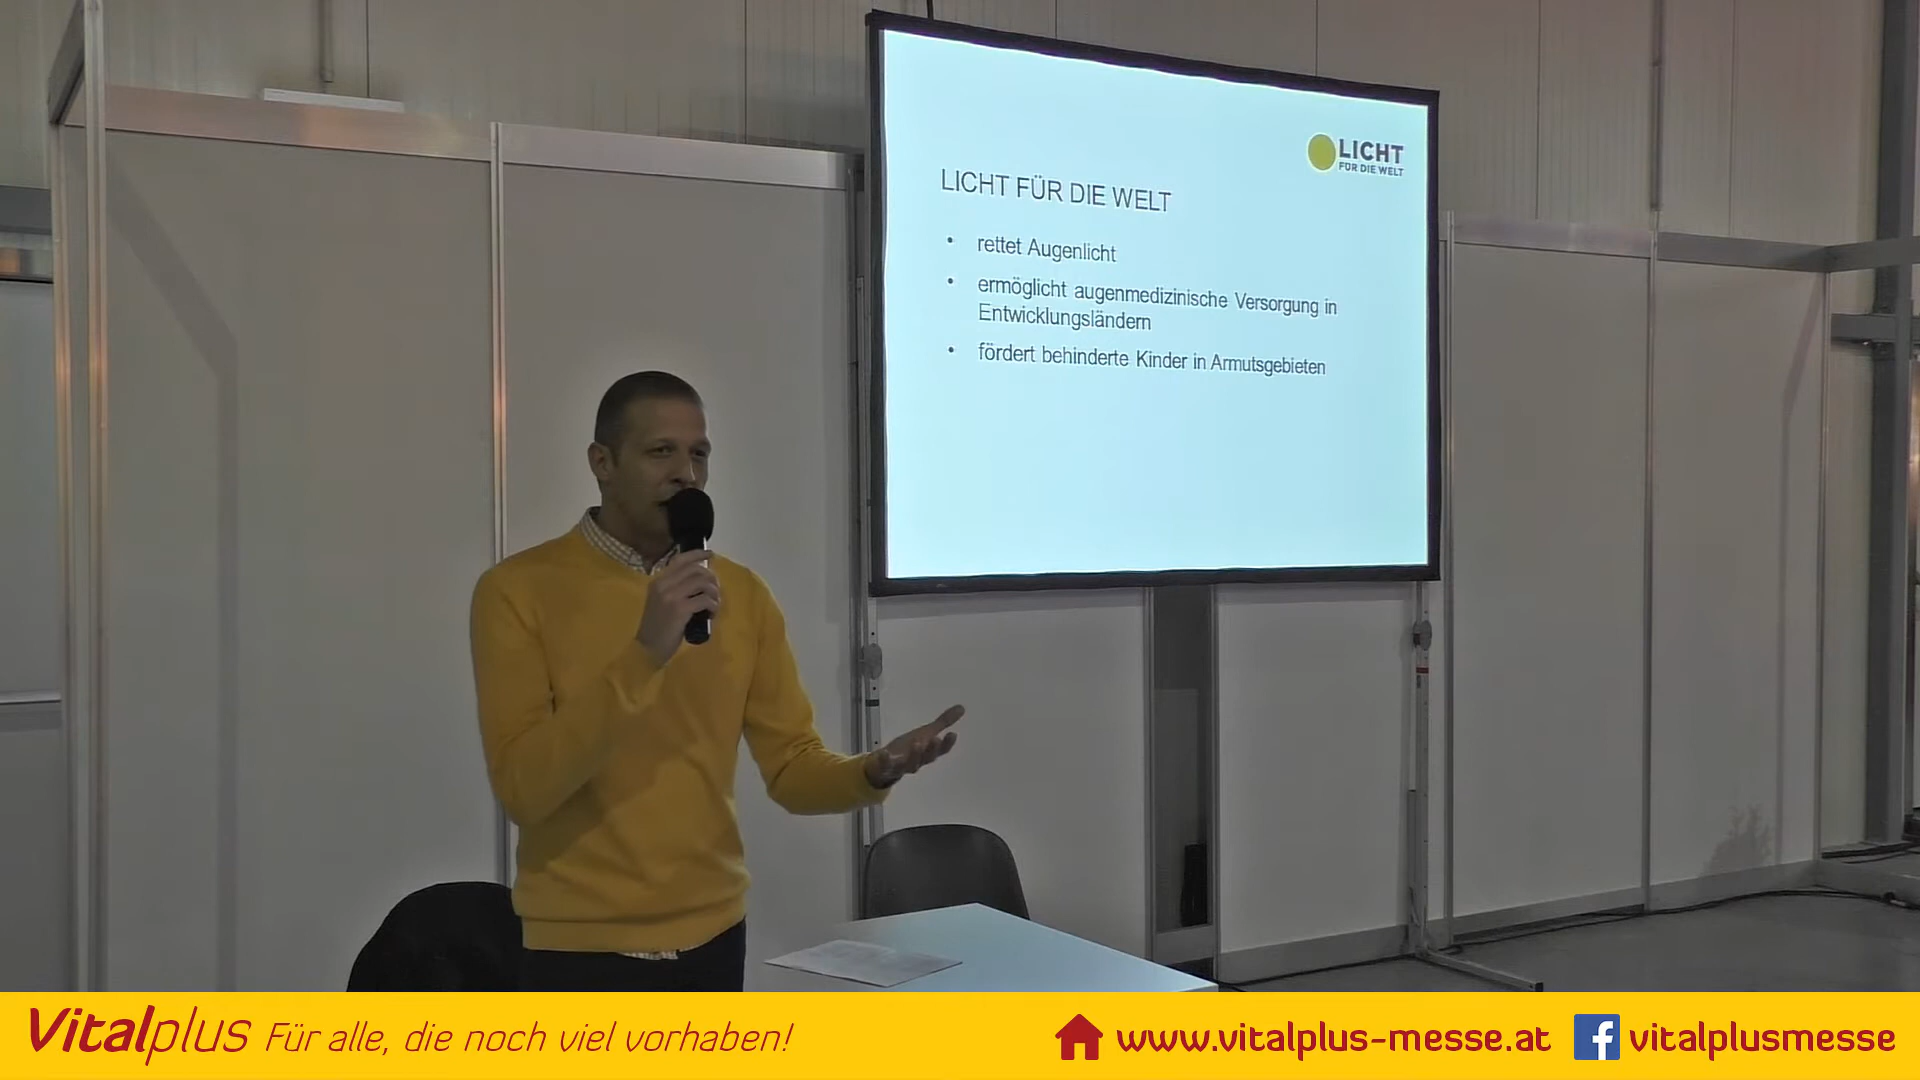 LICHT
FÜR DIE WELT
LICHT FÜR DIE WELT
• rettet Augenlicht
• ermöglicht augenmedizinische Versorgung in
Entwicklungsländern
• fördert behinderte Kinder in Armutsgebieten
Vitalplus Für alle, die noch viel vorhaben!
www.vitalplus-messe.at f vitalplusmesse